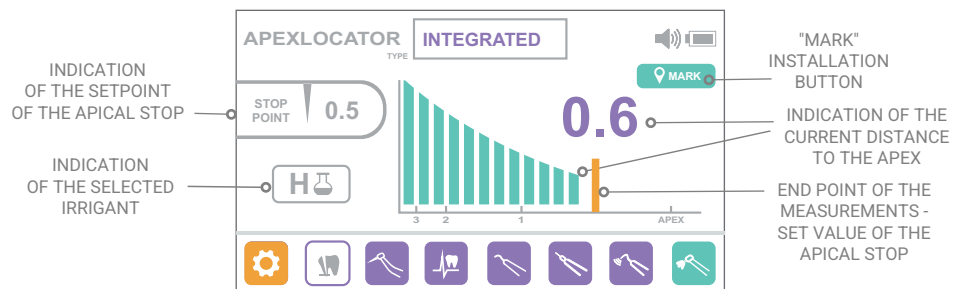 APEXLOCATOR
TYPE
INTEGRATED
MARK
"MARK"
INSTALLATION
BUTTON
INDICATION
OF THE SETPOINT
OF THE APICAL STOP
STOP
POINT
0.5
0.6
INDICATION OF THE
CURRENT DISTANCE
TO THE APEX
INDICATION
OF THE SELECTED
IRRIGANT
H
END POINT OF THE
MEASUREMENTS -
SET VALUE OF THE
APICAL STOP
3 2 1 APEX